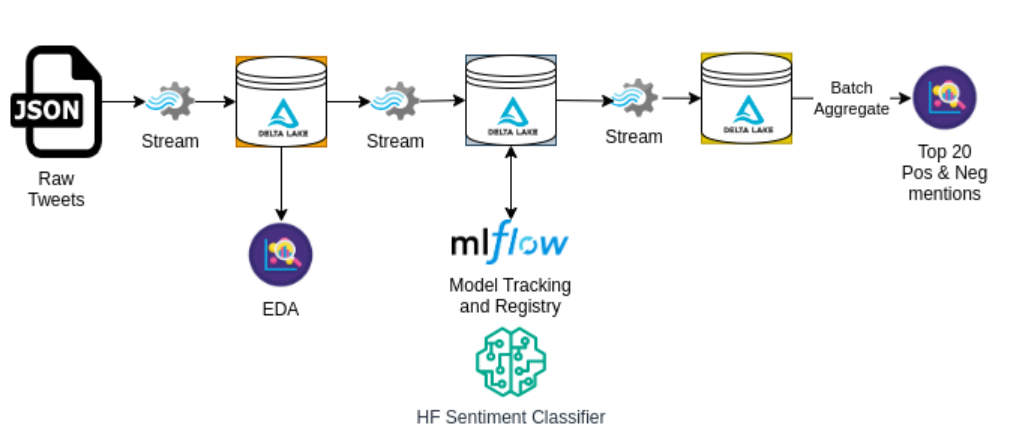 JSON
Raw
Tweets
Stream
DELTA LAKE
EDA
Stream
DELTA LAKE
mlflow
Model Tracking
and Registry
HF Sentiment Classifier
Stream
DELTA LAKE
Batch
Aggregate
Top 20
Pos & Neg
mentions